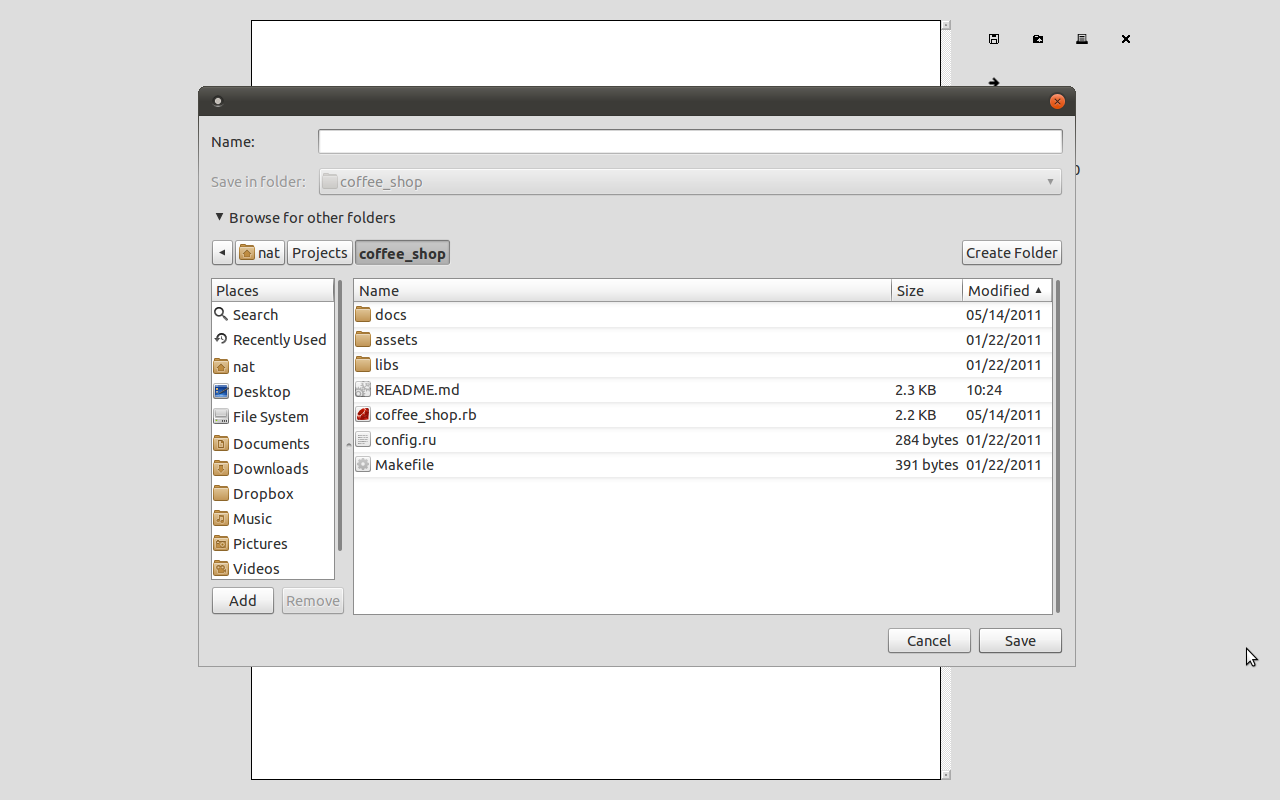 Name:
Save in folder: coffee_shop
Browse for other folders
nat Projects coffee_shop Create Folder
Places Name Size Modified
Search docs 05/14/2011
Recently Used assets 01/22/2011
nat libs 01/22/2011
Desktop README.md 2.3 KB 10:24
File System coffee_shop.rb 2.2 KB 05/14/2011
Documents config.ru 284 bytes 01/22/2011
Downloads Makefile 391 bytes 01/22/2011
Dropbox
Music
Pictures
Videos
Add Remove
Cancel Save